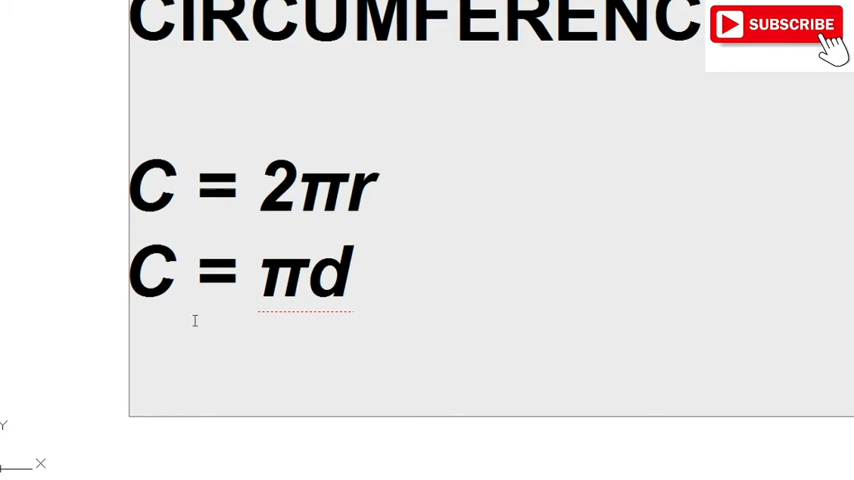 CIRCUMFERENC
SUBSCRIBE
C = 2πr
C = πd
Y
X